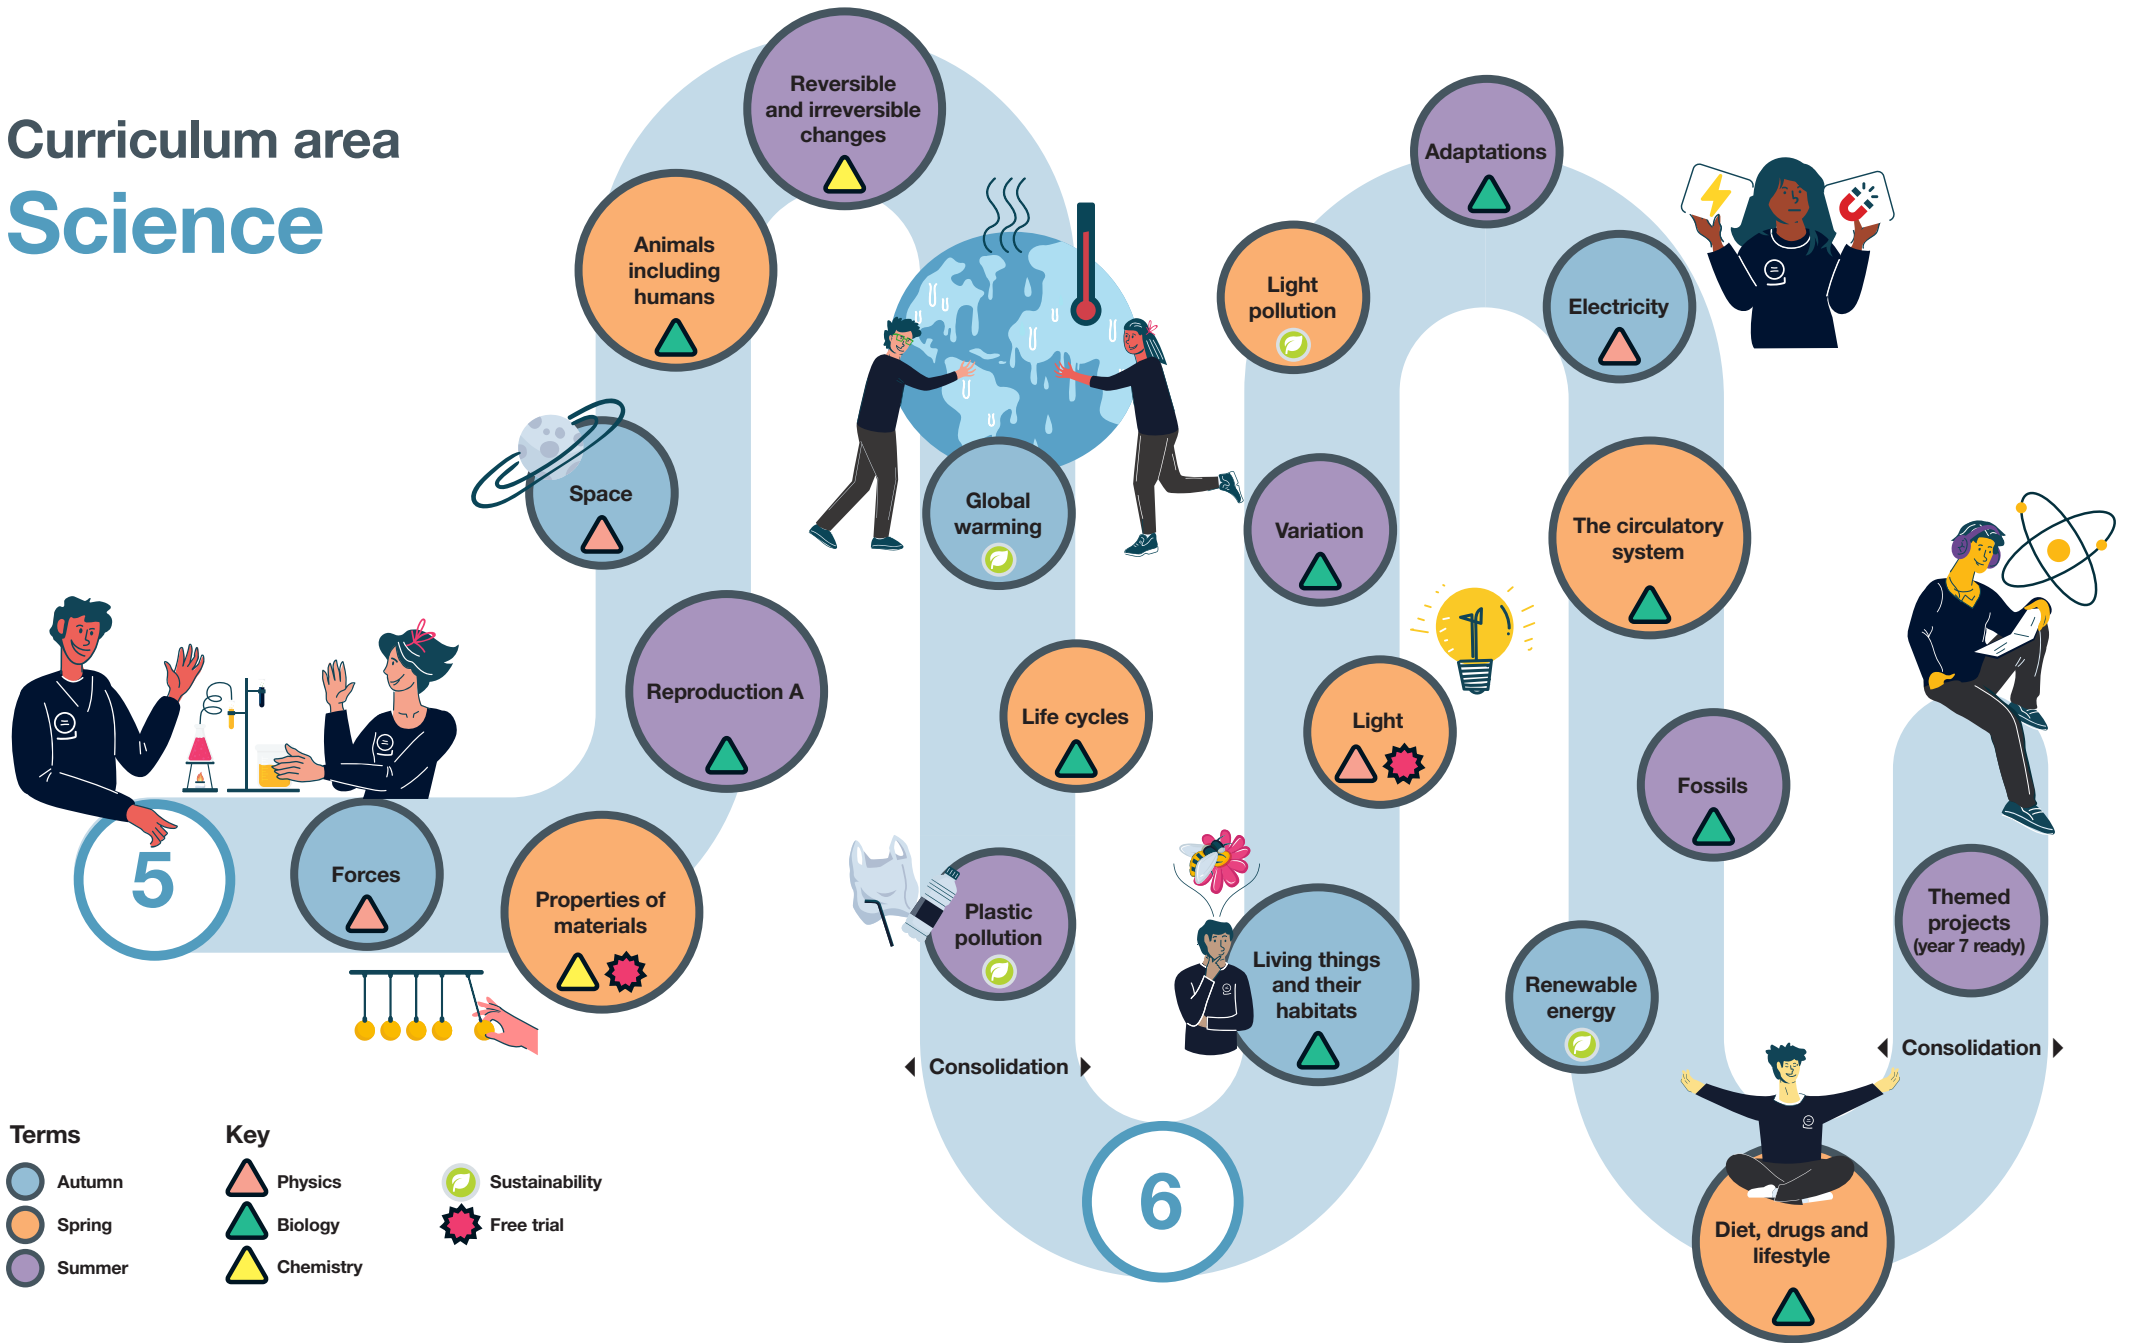 Curriculum area
Science
5
Forces
Properties of
materials
Space
Reproduction A
Animals
including
humans
Reversible
and irreversible
changes
Global
warming
Life cycles
Plastic
pollution
Consolidation
6
Living things
and their
habitats
Light
Variation
Light
pollution
Adaptations
Electricity
The circulatory
system
Fossils
Renewable
energy
Diet, drugs and
lifestyle
Consolidation
Themed
projects
(year 7 ready)
Terms
Autumn
Spring
Summer
Key
Physics
Biology
Chemistry
Sustainability
Free trial